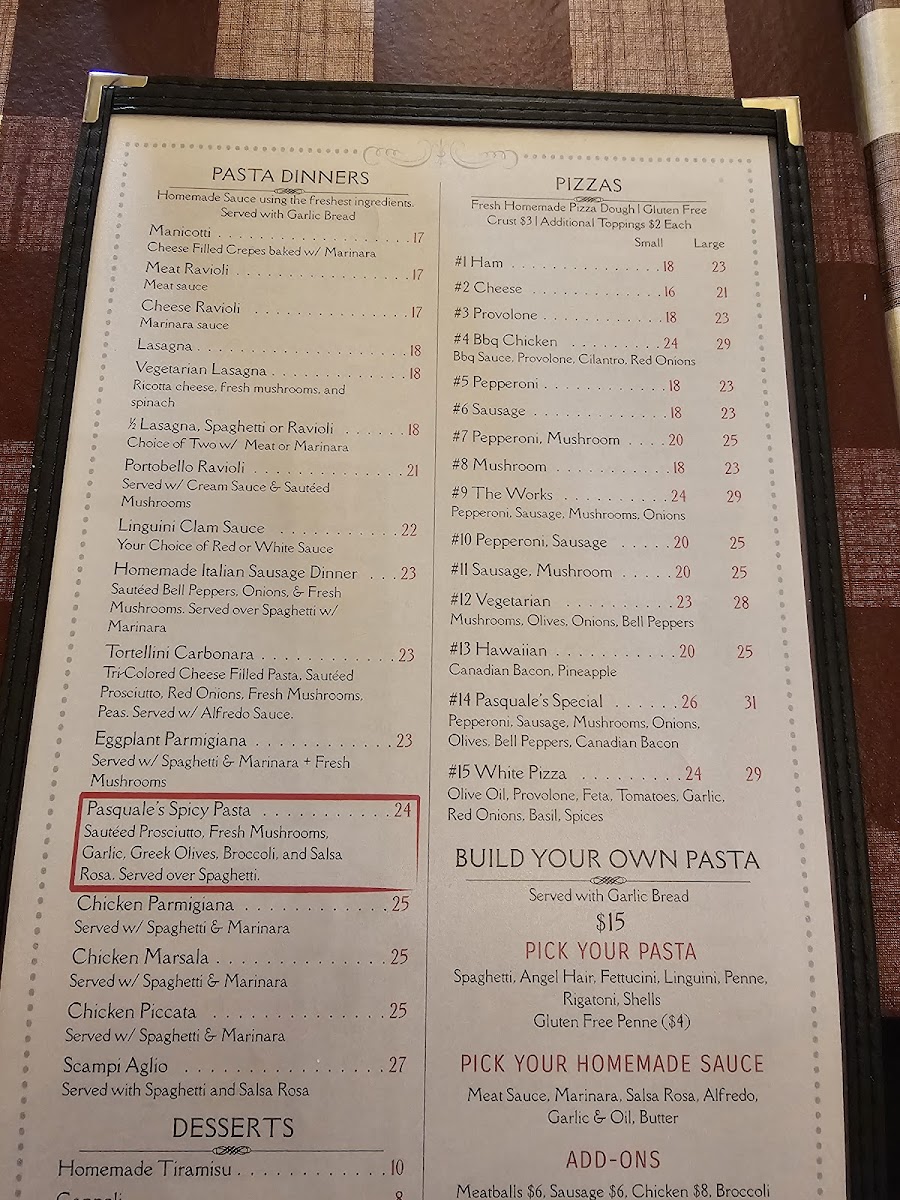 PASTA DINNERS
Homemade Sauce using the freshest ingredients.
Served with Garlic Bread
Manicotti . . . . . . . . . . . . . . . . . . . . 17
Cheese Filled Crepes baked w/ Marinara
Meat Ravioli . . . . . . . . . . . . . . . . . . 17
Meat sauce
Cheese Ravioli . . . . . . . . . . . . . . . . 17
Marinara sauce
Lasagna . . . . . . . . . . . . . . . . . . . . . 18
Vegetarian Lasagna . . . . . . . . . . . . . 18
Ricotta cheese, fresh mushrooms, and
spinach
½ Lasagna, Spaghetti or Ravioli . . . . . . 18
Choice of Two w/ Meat or Marinara
Portobello Ravioli . . . . . . . . . . . . . . 21
Served w/ Cream Sauce & Sautéed
Mushrooms
Linguini Clam Sauce . . . . . . . . . . . . 22
Your Choice of Red or White Sauce
Homemade Italian Sausage Dinner . . . 23
Sautéed Bell Peppers, Onions, & Fresh
Mushrooms. Served over Spaghetti w/
Marinara
Tortellini Carbonara . . . . . . . . . . . . 23
Tri-Colored Cheese Filled Pasta, Sautéed
Prosciutto, Red Onions, Fresh Mushrooms,
Peas. Served w/ Alfredo Sauce.
Eggplant Parmigiana . . . . . . . . . . . . 23
Served w/ Spaghetti & Marinara + Fresh
Mushrooms
Pasquale's Spicy Pasta . . . . . . . . . . . 24
Sautéed Prosciutto, Fresh Mushrooms,
Garlic, Greek Olives, Broccoli, and Salsa
Rosa. Served over Spaghetti.
Chicken Parmigiana . . . . . . . . . . . . . 25
Served w/ Spaghetti & Marinara
Chicken Marsala . . . . . . . . . . . . . . . 25
Served w/ Spaghetti & Marinara
Chicken Piccata . . . . . . . . . . . . . . . 25
Served w/ Spaghetti & Marinara
Scampi Aglio . . . . . . . . . . . . . . . . . 27
Served with Spaghetti and Salsa Rosa
DESSERTS
Homemade Tiramisu . . . . . . . . . . . . 10
Cannoli 8
PIZZAS
Fresh Homemade Pizza Dough | Gluten Free
Crust $3 | Additional Toppings $2 Each
Small Large
#1 Ham . . . . . . . . . . . . . 18 23
#2 Cheese . . . . . . . . . . . . 16 21
#3 Provolone . . . . . . . . . . . 18 23
#4 Bbq Chicken . . . . . . . . . 24 29
Bbq Sauce, Provolone, Cilantro, Red Onions
#5 Pepperoni . . . . . . . . . . . 18 23
#6 Sausage . . . . . . . . . . . . 18 23
#7 Pepperoni, Mushroom . . . . 20 25
#8 Mushroom . . . . . . . . . . . 18 23
#9 The Works . . . . . . . . . . 24 29
Pepperoni, Sausage, Mushrooms, Onions
#10 Pepperoni, Sausage . . . . . 20 25
#11 Sausage, Mushroom . . . . . 20 25
#12 Vegetarian . . . . . . . . . . 23 28
Mushrooms, Olives, Onions, Bell Peppers
#13 Hawaiian . . . . . . . . . . . 20 25
Canadian Bacon, Pineapple
#14 Pasquale's Special . . . . . . 26 31
Pepperoni, Sausage, Mushrooms, Onions,
Olives, Bell Peppers, Canadian Bacon
#15 White Pizza . . . . . . . . . 24 29
Olive Oil, Provolone, Feta, Tomatoes, Garlic,
Red Onions, Basil, Spices
BUILD YOUR OWN PASTA
Served with Garlic Bread
$15
PICK YOUR PASTA
Spaghetti, Angel Hair, Fettucini, Linguini, Penne,
Rigatoni, Shells
Gluten Free Penne ($4)
PICK YOUR HOMEMADE SAUCE
Meat Sauce, Marinara, Salsa Rosa, Alfredo,
Garlic & Oil, Butter
ADD-ONS
Meatballs $6, Sausage $6, Chicken $8, Broccoli